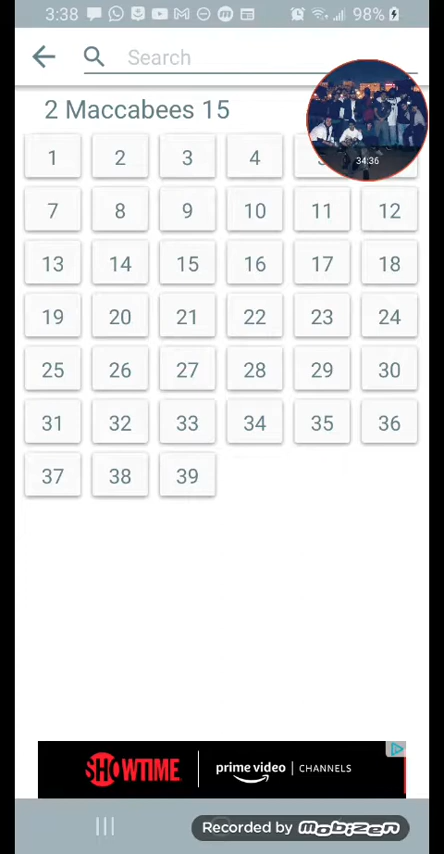 3:38 98%
Search
2 Maccabees 15
34:36
1 2 3 4
7 8 9 10 11 12
13 14 15 16 17 18
19 20 21 22 23 24
25 26 27 28 29 30
31 32 33 34 35 36
37 38 39
SHOWTIME prime video | CHANNELS
Recorded by mobizen